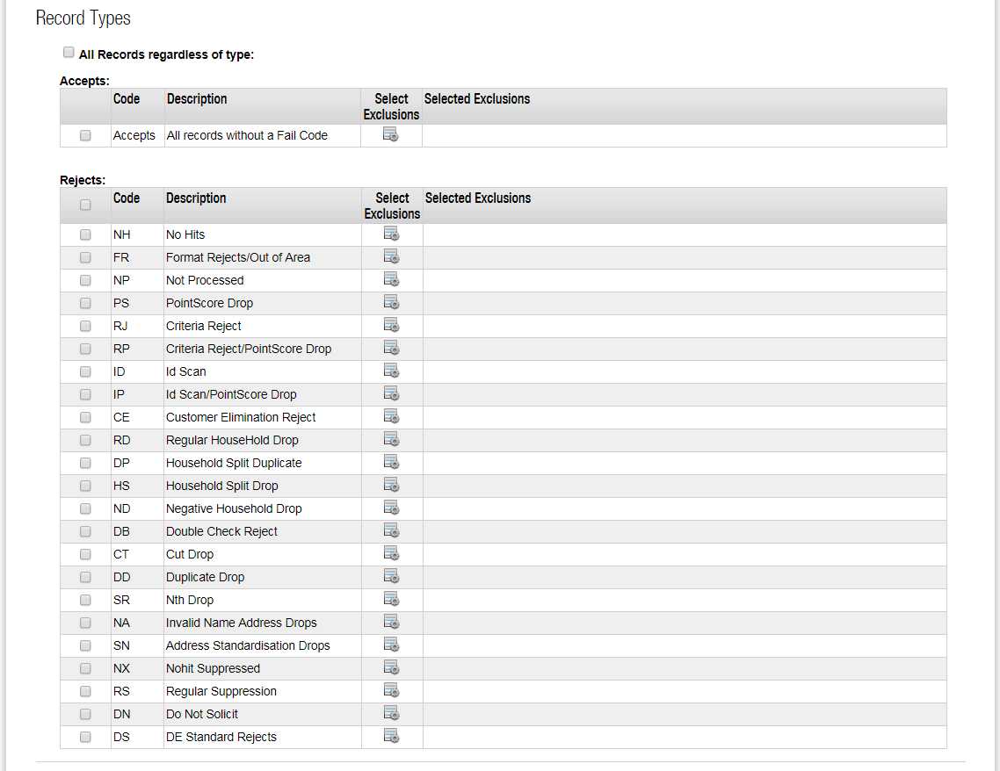 Record Types
All Records regardless of type:
Accepts:
Code Description Select Exclusions Selected Exclusions
Accepts All records without a Fail Code
Rejects:
Code Description Select Exclusions Selected Exclusions
NH No Hits
FR Format Rejects/Out of Area
NP Not Processed
PS PointScore Drop
RJ Criteria Reject
RP Criteria Reject/PointScore Drop
ID Id Scan
IP Id Scan/PointScore Drop
CE Customer Elimination Reject
RD Regular HouseHold Drop
DP Household Split Duplicate
HS Household Split Drop
ND Negative Household Drop
DB Double Check Reject
CT Cut Drop
DD Duplicate Drop
SR Nth Drop
NA Invalid Name Address Drops
SN Address Standardisation Drops
NX Nohit Suppressed
RS Regular Suppression
DN Do Not Solicit
DS DE Standard Rejects